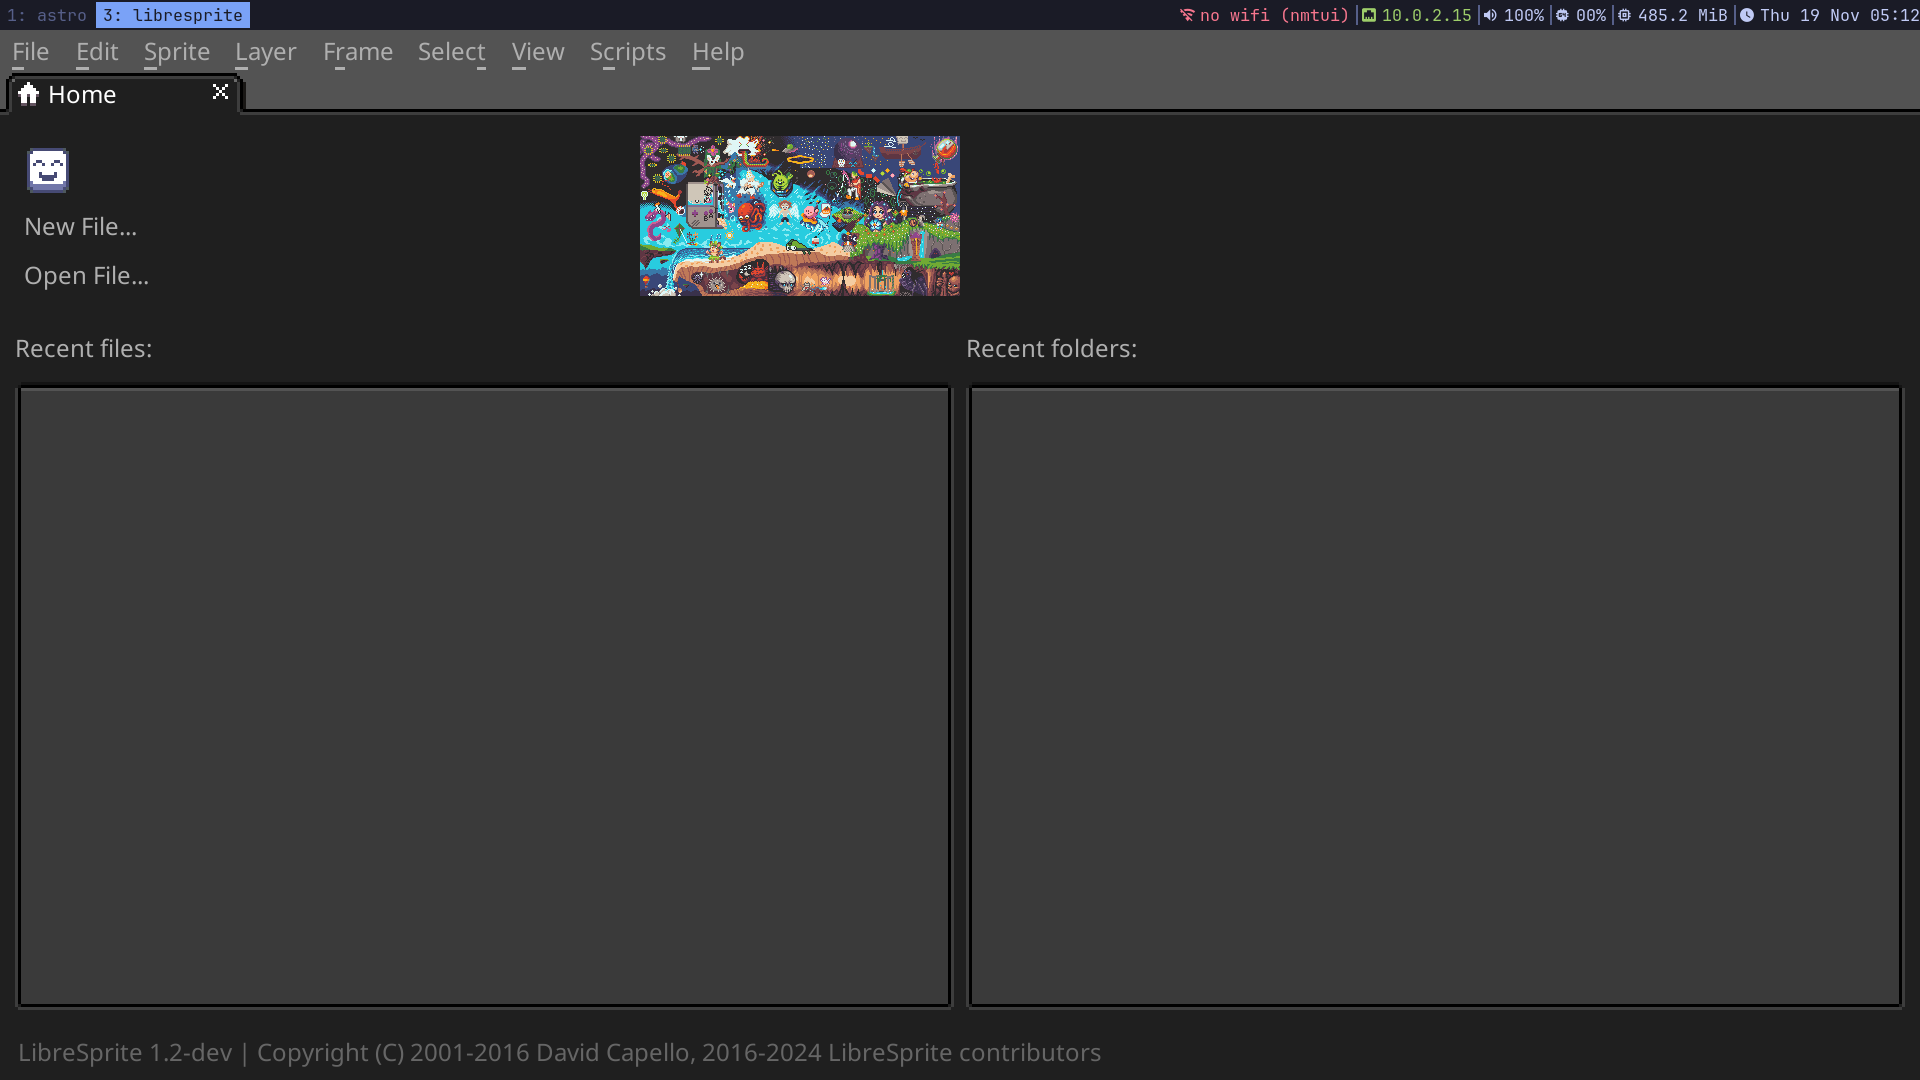 1: astro 3: libresprite no wifi (nmtui) 10.0.2.15 100% 00% 485.2 MiB Thu 19 Nov 05:12
File Edit Sprite Layer Frame Select View Scripts Help
Home
New File...
Open File...
Recent files: Recent folders:
LibreSprite 1.2-dev | Copyright (C) 2001-2016 David Capello, 2016-2024 LibreSprite contributors